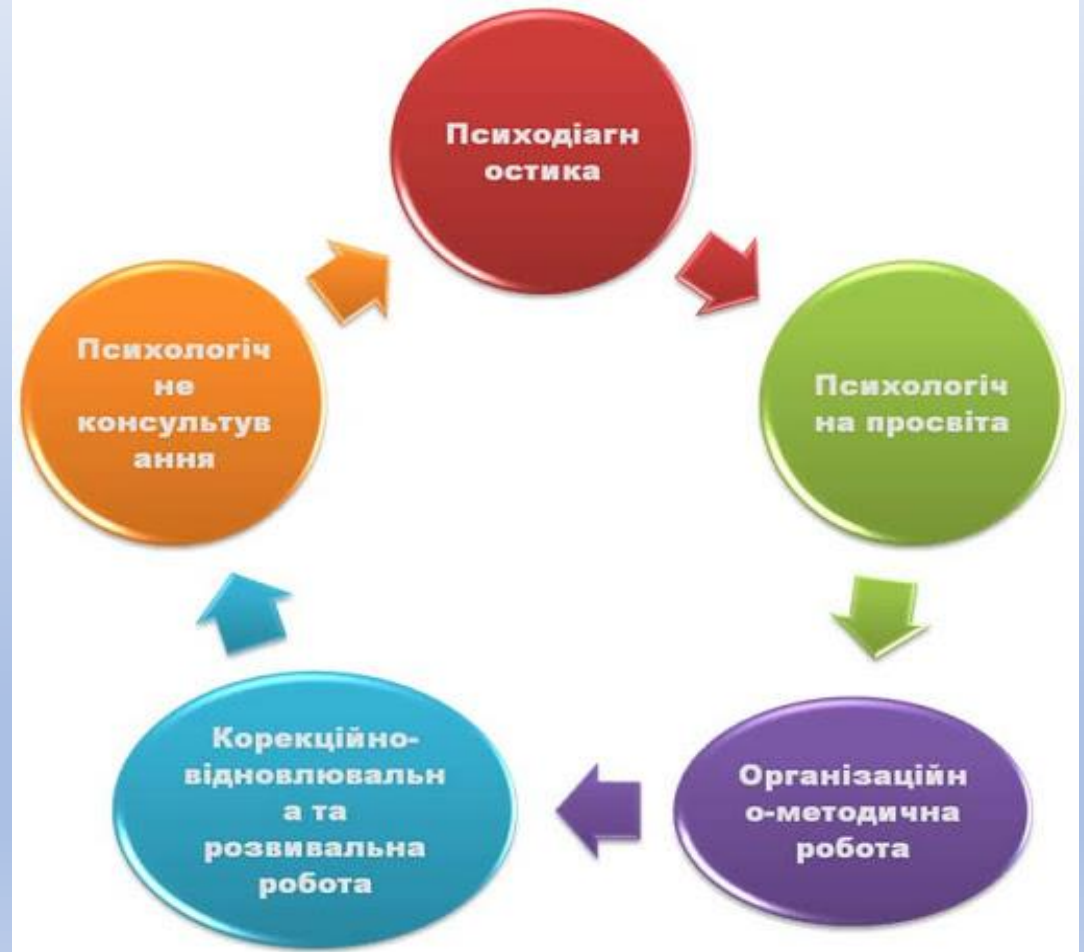 Психодіагн
остика
Психологіч
на просвіта
Організаційн
о-методична
робота
Корекційно-
відновлювальн
а та
розвивальна
робота
Психологіч
не
консультув
ання